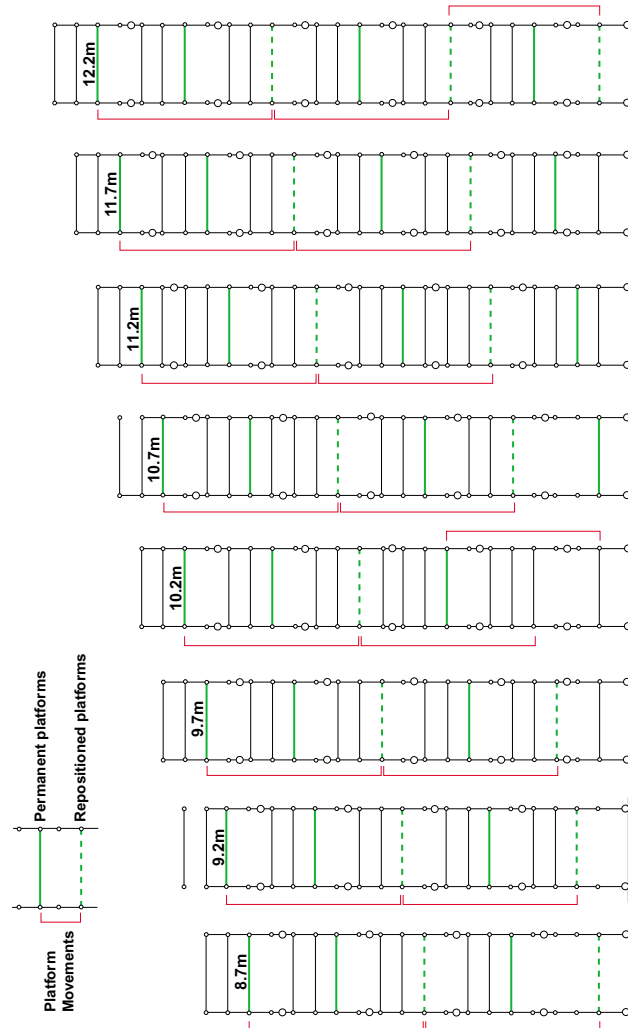 12.2m
11.7m
11.2m
10.7m
10.2m
9.7m
9.2m
8.7m
Permanent platforms
Repositioned platforms
Platform
Movements